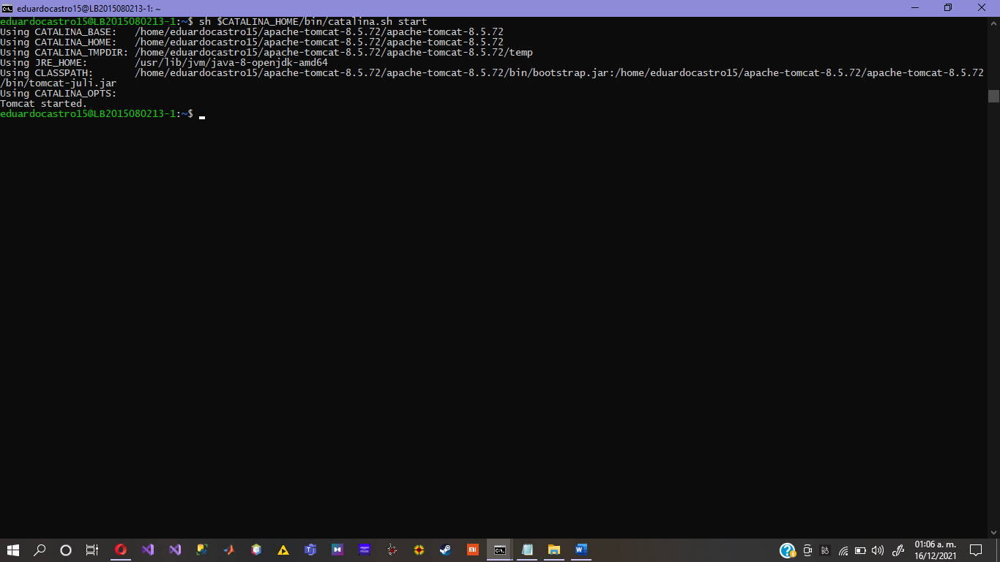 eduardocastro15@LB2015080213-1: ~
eduardocastro15@LB2015080213-1:~$ sh $CATALINA_HOME/bin/catalina.sh start
Using CATALINA_BASE:   /home/eduardocastro15/apache-tomcat-8.5.72/apache-tomcat-8.5.72
Using CATALINA_HOME:   /home/eduardocastro15/apache-tomcat-8.5.72/apache-tomcat-8.5.72
Using CATALINA_TMPDIR: /home/eduardocastro15/apache-tomcat-8.5.72/apache-tomcat-8.5.72/temp
Using JRE_HOME:        /usr/lib/jvm/java-8-openjdk-amd64
Using CLASSPATH:       /home/eduardocastro15/apache-tomcat-8.5.72/apache-tomcat-8.5.72/bin/bootstrap.jar:/home/eduardocastro15/apache-tomcat-8.5.72/apache-tomcat-8.5.72
/bin/tomcat-juli.jar
Using CATALINA_OPTS:
Tomcat started.
eduardocastro15@LB2015080213-1:~$
01:06 a. m.
16/12/2021